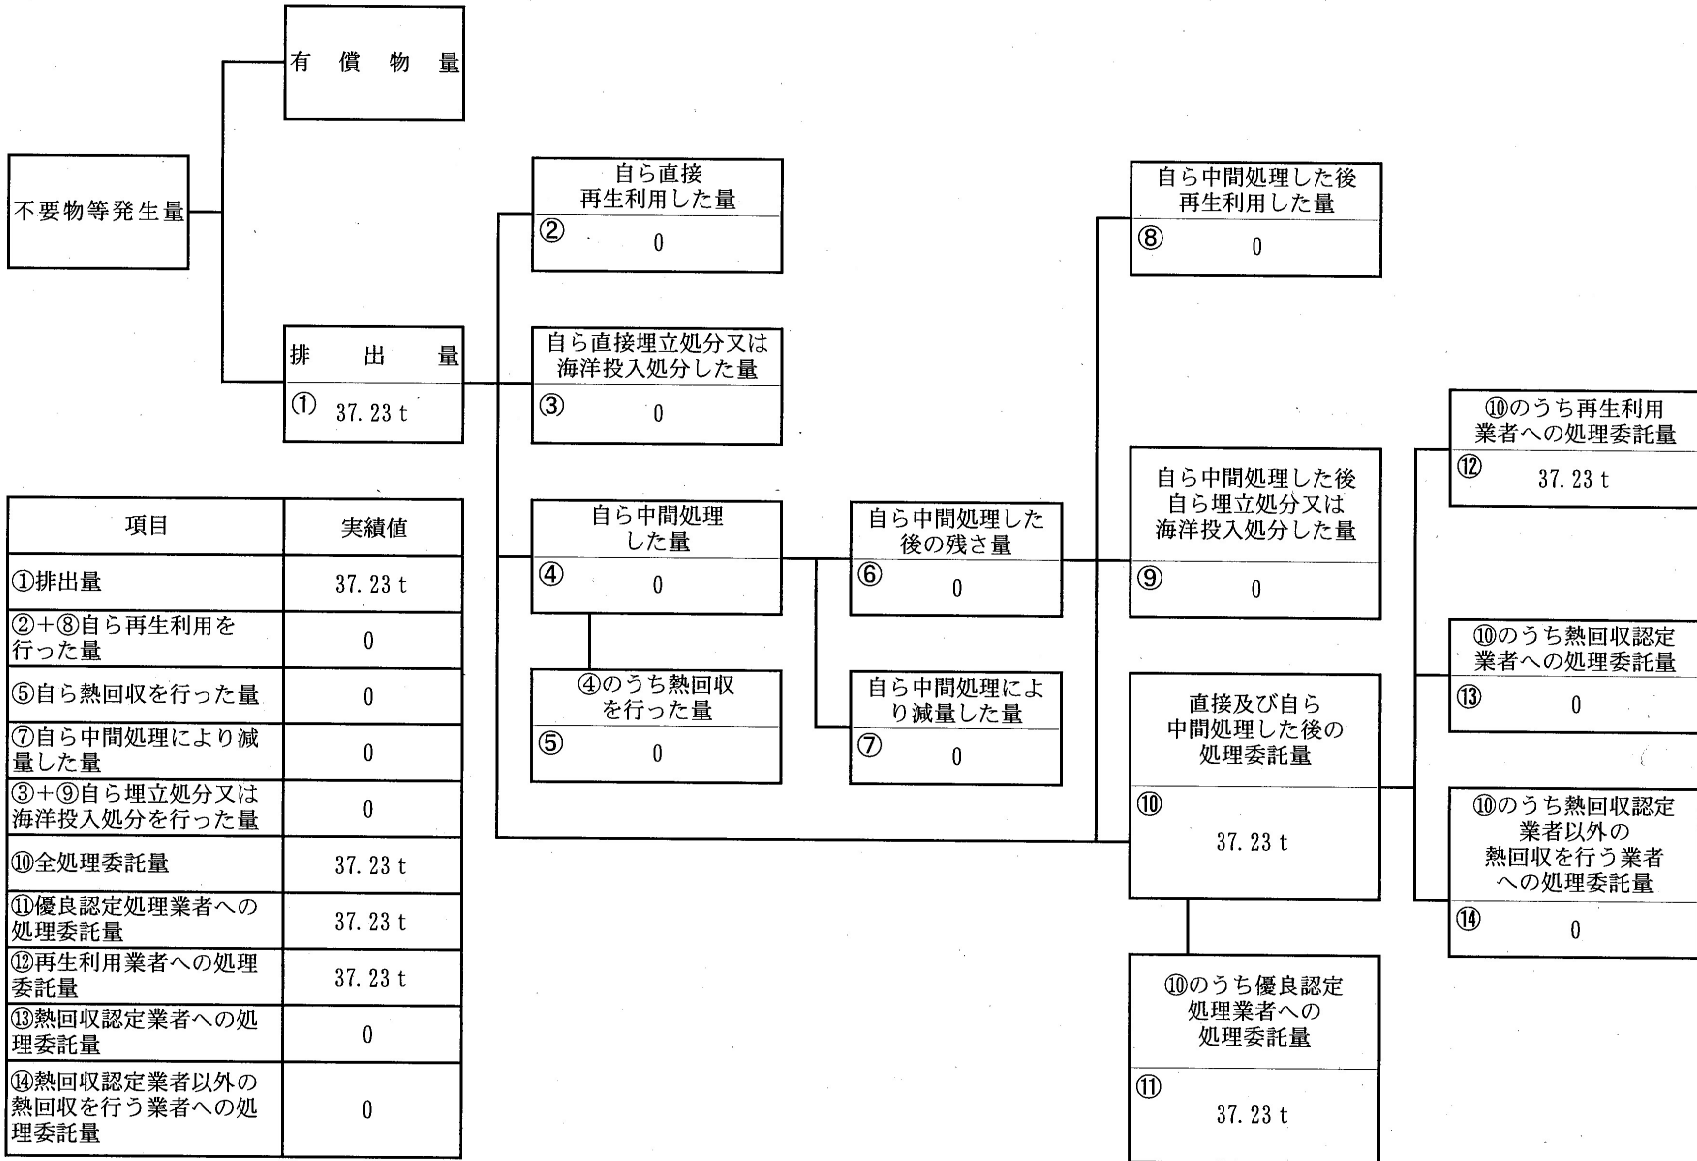 有償物量
不要物等発生量
排出量
① 37.23 t
自ら直接
再生利用した量
② 0
自ら直接埋立処分又は
海洋投入処分した量
③ 0
自ら中間処理
した量
④ 0
④のうち熱回収
を行った量
⑤ 0
自ら中間処理した
後の残さ量
⑥ 0
自ら中間処理によ
り減量した量
⑦ 0
自ら中間処理した後
再生利用した量
⑧ 0
自ら中間処理した後
自ら埋立処分又は
海洋投入処分した量
⑨ 0
直接及び自ら
中間処理した後の
処理委託量
⑩
37.23 t
⑩のうち優良認定
処理業者への
処理委託量
⑪
37.23 t
⑩のうち再生利用
業者への処理委託量
⑫ 37.23 t
⑩のうち熱回収認定
業者への処理委託量
⑬ 0
⑩のうち熱回収認定
業者以外の
熱回収を行う業者
への処理委託量
⑭ 0
項目 実績値
①排出量 37.23 t
②+⑧自ら再生利用を
行った量 0
⑤自ら熱回収を行った量 0
⑦自ら中間処理により減
量した量 0
③+⑨自ら埋立処分又は
海洋投入処分を行った量 0
⑩全処理委託量 37.23 t
⑪優良認定処理業者への
処理委託量 37.23 t
⑫再生利用業者への処理
委託量 37.23 t
⑬熱回収認定業者への処
理委託量 0
⑭熱回収認定業者以外の
熱回収を行う業者への処
理委託量 0